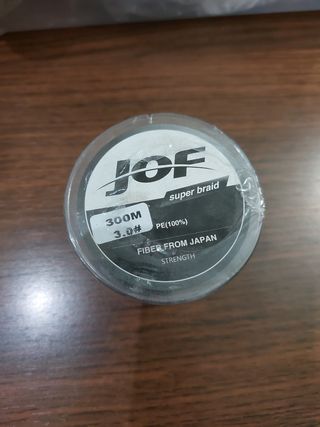 JOF
super braid
300M
3.0#
PE(100%)
FIBER FROM JAPAN
STRENGTH